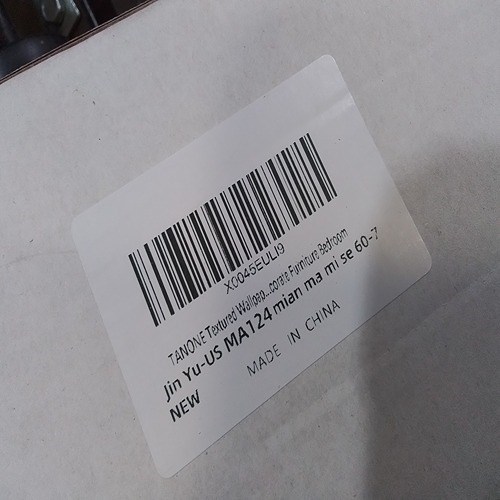 X0045EULI9
TANONE Textured Wallpap...corate Furniture Bedroom
Jin Yu-US MA124 mian ma mi se 60-7
NEW
MADE IN CHINA